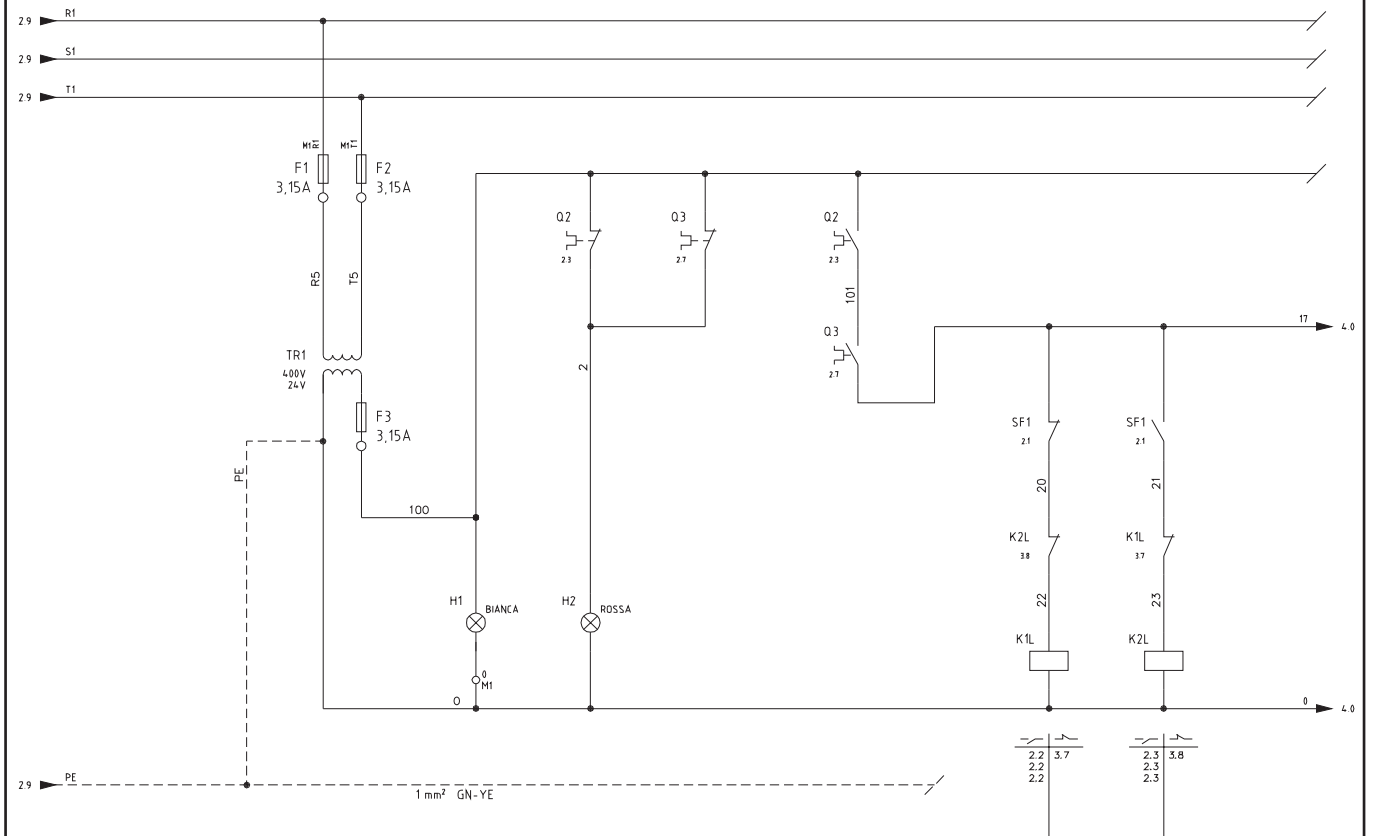 2.9 R1
2.9 S1
2.9 T1
M1 R1 M1 T1
F1 3,15A
F2 3,15A
Q2 2.3
Q3 2.7
Q2 2.3
R5
T5
101
17 4.0
Q3 2.7
TR1
400V
24V
2
F3
3,15A
SF1 2.1
SF1 2.1
PE
20
21
100
K2L 3.8
K1L 3.7
H1 BIANCA
H2 ROSSA
22
23
K1L
K2L
0
M1
0
0 4.0
2.2 3.7
2.2
2.2
2.3 3.8
2.3
2.3
2.9 PE
1 mm² GN-YE